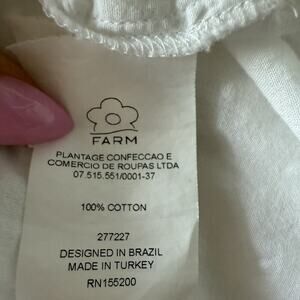 FARM
PLANTAGE CONFECCAO E
COMERCIO DE ROUPAS LTDA
07.515.551/0001-37
100% COTTON
277227
DESIGNED IN BRAZIL
MADE IN TURKEY
RN155200